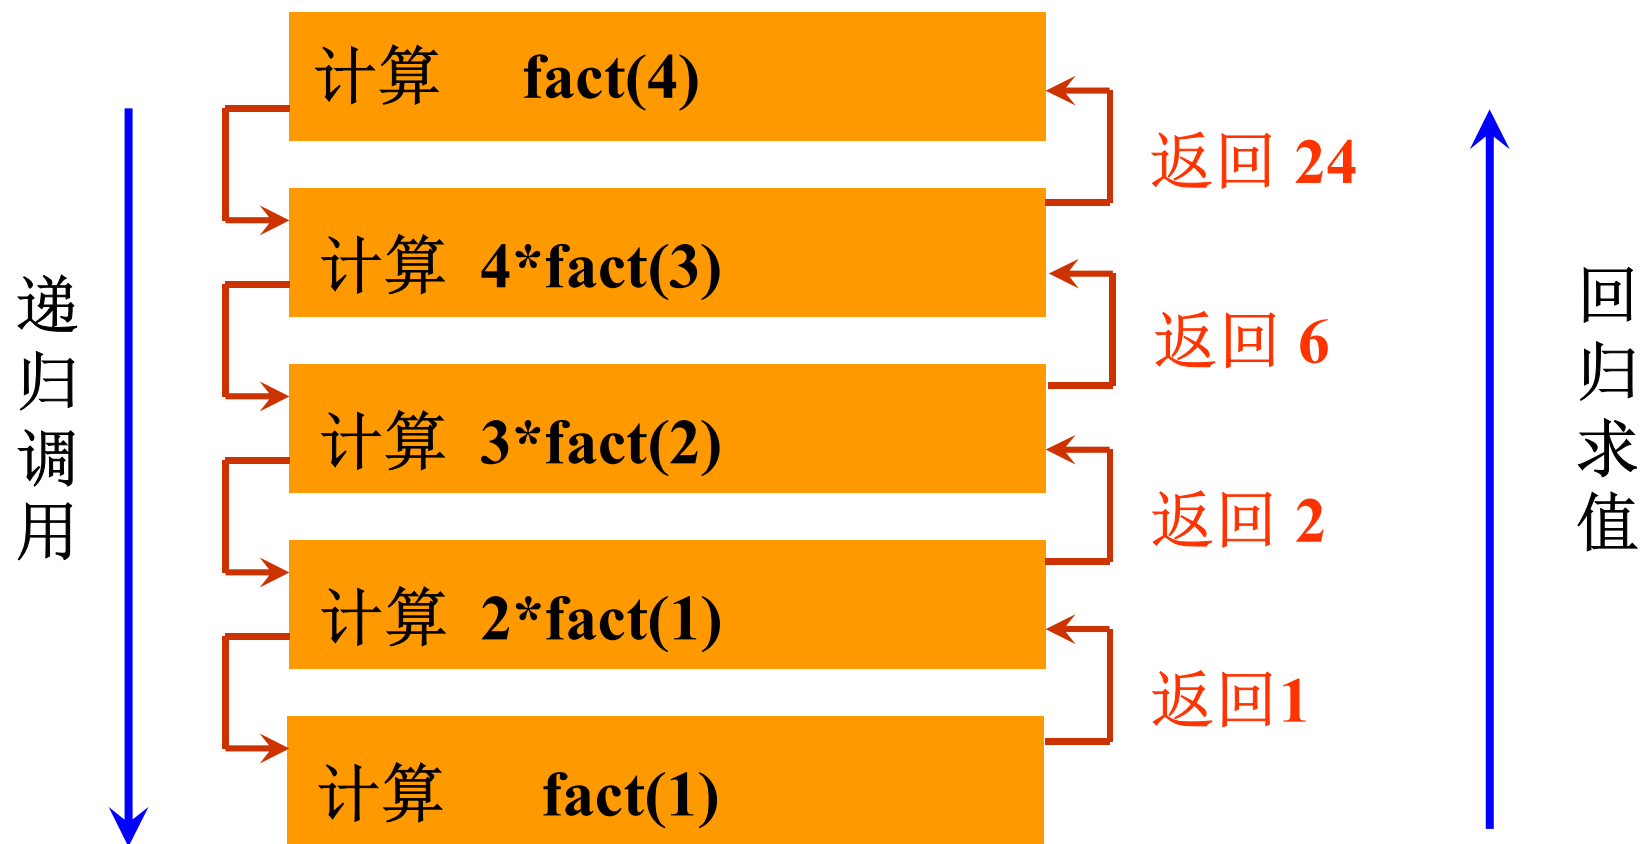 计算 fact(4)
返回 24
计算 4*fact(3)
返回 6
计算 3*fact(2)
返回 2
计算 2*fact(1)
返回1
计算 fact(1)
递归调用
回归求值